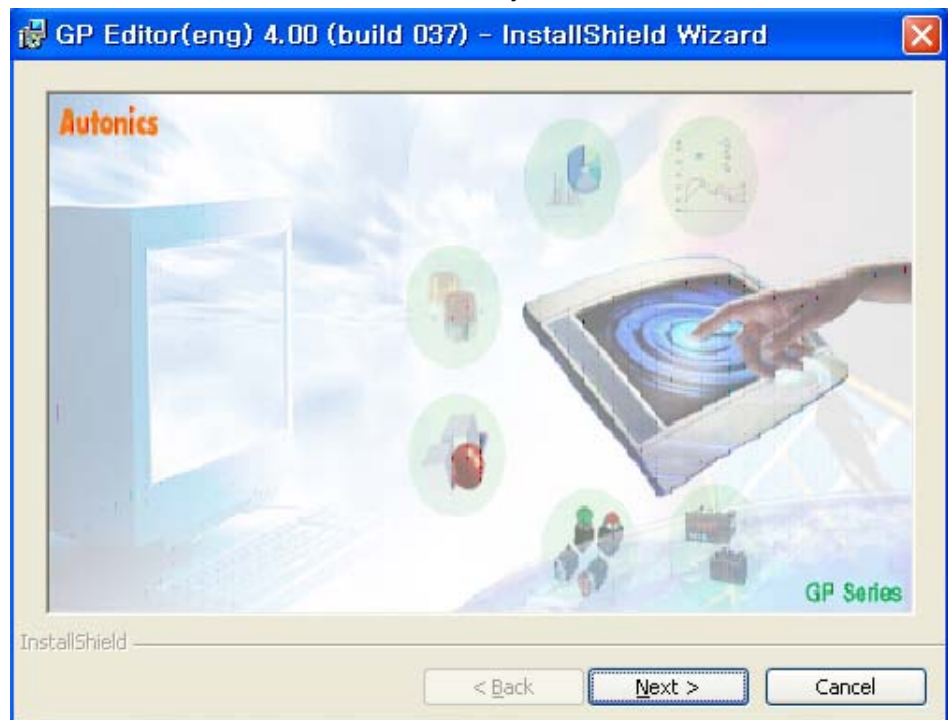 GP Editor(eng) 4.00 (build 037) - InstallShield Wizard
Autonics
GP Series
InstallShield
< Back
Next >
Cancel